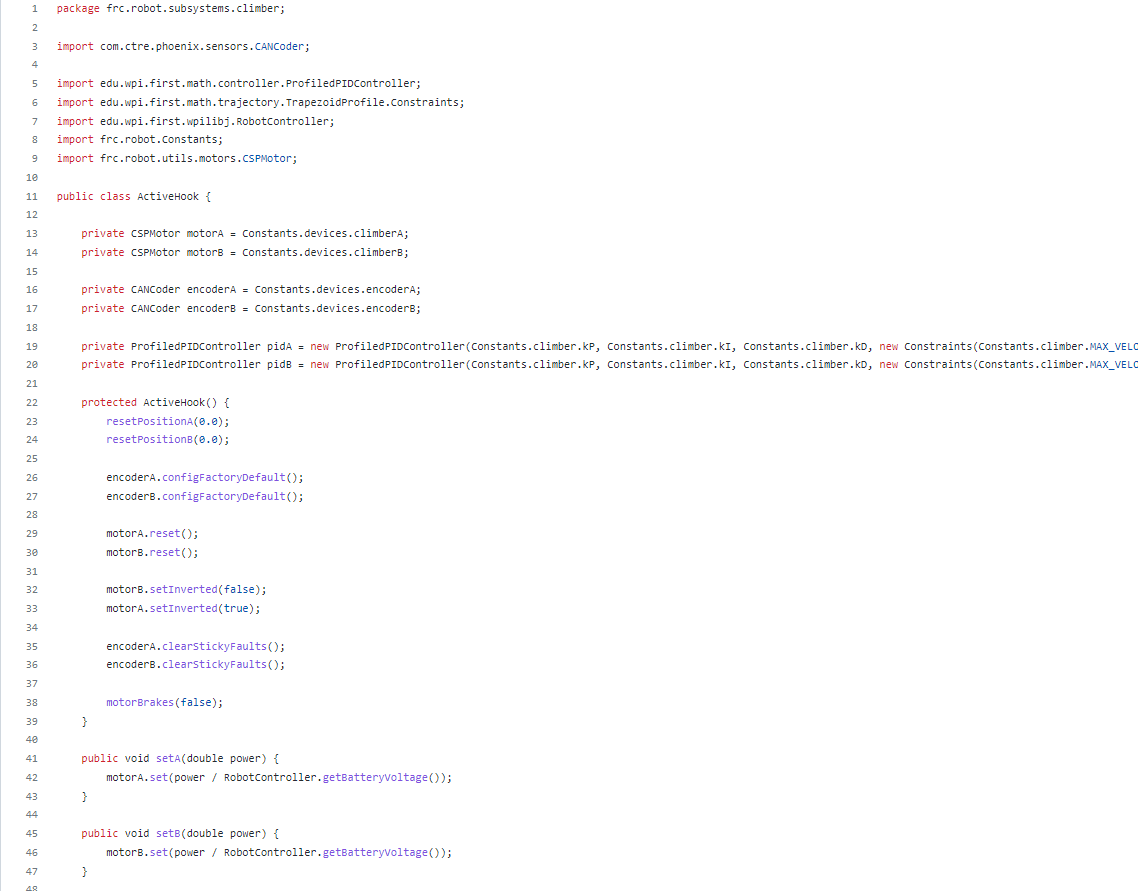 1 package frc.robot.subsystems.climber;
2
3 import com.ctre.phoenix.sensors.CANCoder;
4
5 import edu.wpi.first.math.controller.ProfiledPIDController;
6 import edu.wpi.first.math.trajectory.TrapezoidProfile.Constraints;
7 import edu.wpi.first.wpilibj.RobotController;
8 import frc.robot.Constants;
9 import frc.robot.utils.motors.CSPMotor;
10
11 public class ActiveHook {
12
13     private CSPMotor motorA = Constants.devices.climberA;
14     private CSPMotor motorB = Constants.devices.climberB;
15
16     private CANCoder encoderA = Constants.devices.encoderA;
17     private CANCoder encoderB = Constants.devices.encoderB;
18
19     private ProfiledPIDController pidA = new ProfiledPIDController(Constants.climber.kP, Constants.climber.kI, Constants.climber.kD, new Constraints(Constants.climber.MAX_VELO
20     private ProfiledPIDController pidB = new ProfiledPIDController(Constants.climber.kP, Constants.climber.kI, Constants.climber.kD, new Constraints(Constants.climber.MAX_VELO
21
22     protected ActiveHook() {
23         resetPositionA(0.0);
24         resetPositionB(0.0);
25
26         encoderA.configFactoryDefault();
27         encoderB.configFactoryDefault();
28
29         motorA.reset();
30         motorB.reset();
31
32         motorB.setInverted(false);
33         motorA.setInverted(true);
34
35         encoderA.clearStickyFaults();
36         encoderB.clearStickyFaults();
37
38         motorBrakes(false);
39     }
40
41     public void setA(double power) {
42         motorA.set(power / RobotController.getBatteryVoltage());
43     }
44
45     public void setB(double power) {
46         motorB.set(power / RobotController.getBatteryVoltage());
47     }
48